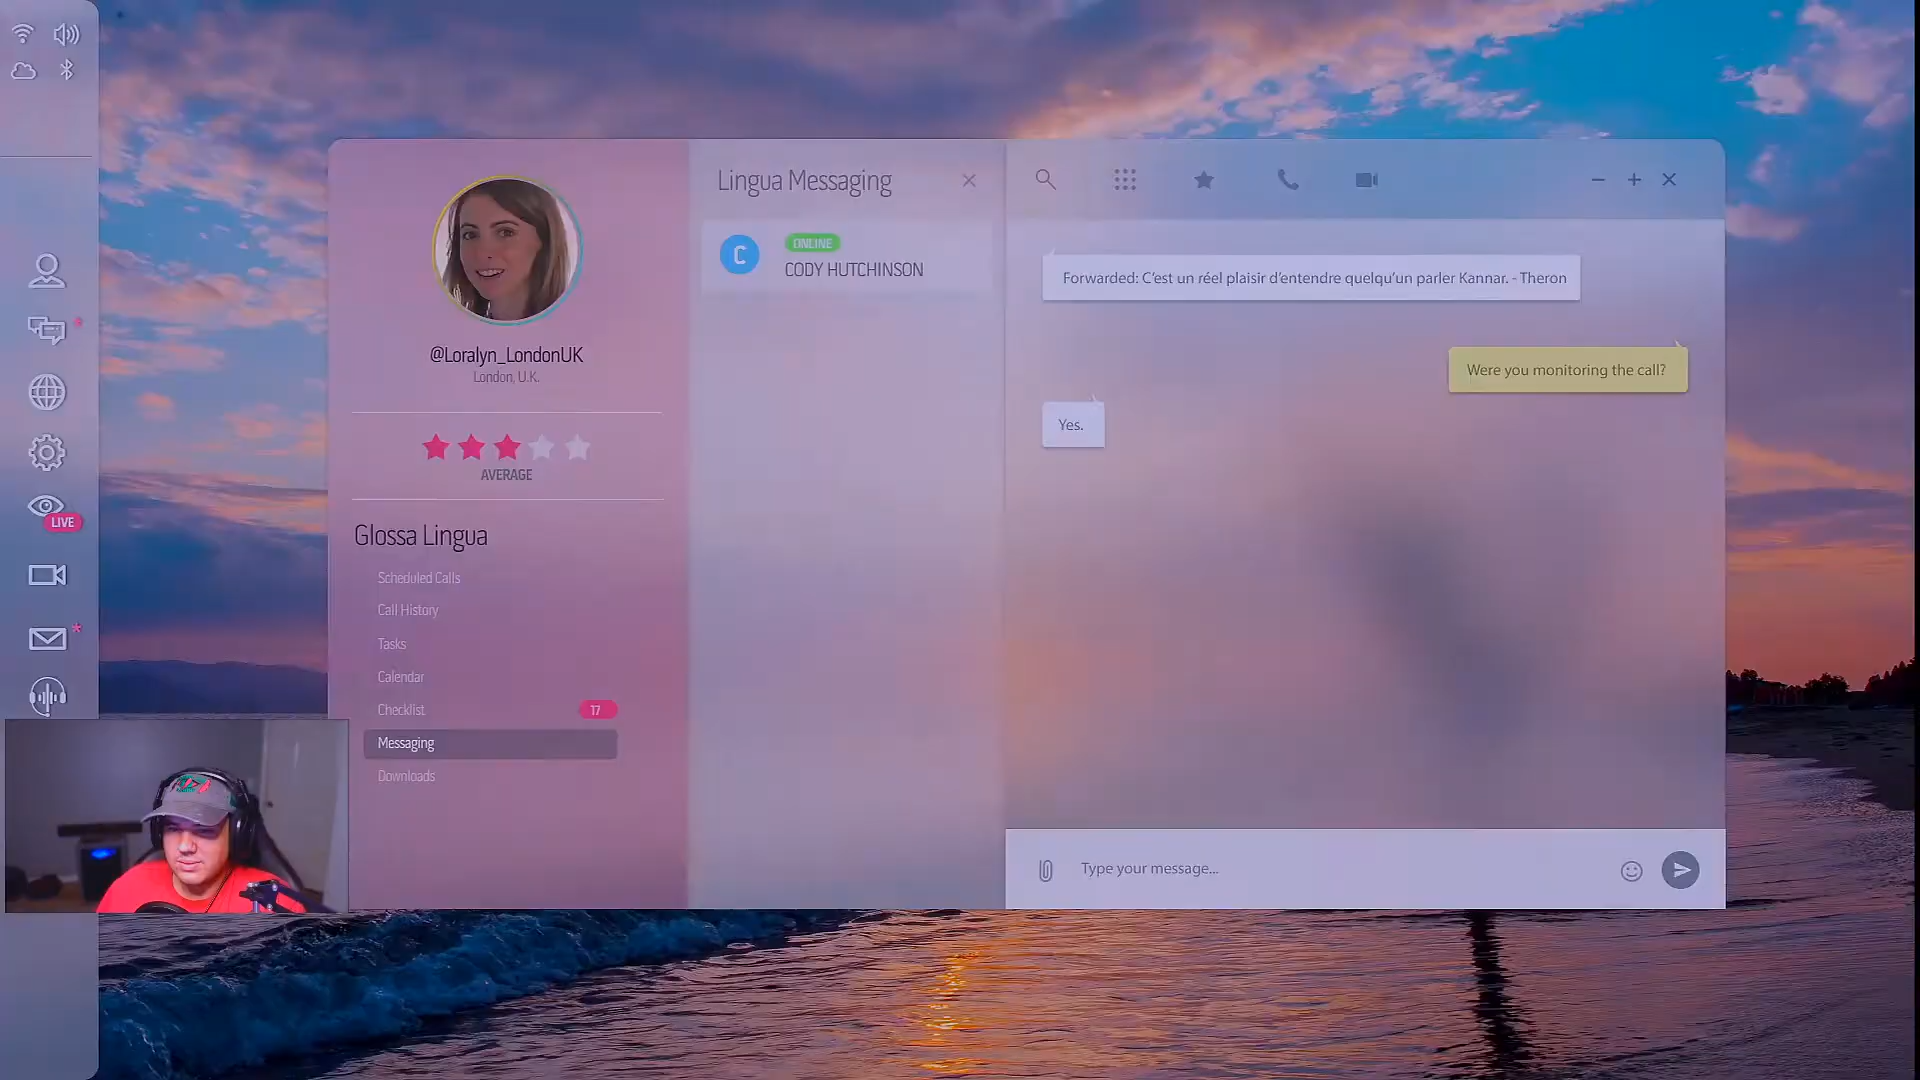 LIVE
@Loralyn_LondonUK
London, U.K.
AVERAGE
Glossa Lingua
Scheduled Calls
Call History
Tasks
Calendar
Checklist
17
Messaging
Downloads
Lingua Messaging
C
ONLINE
CODY HUTCHINSON
Forwarded: C’est un réel plaisir d’entendre quelqu’un parler Kannar. - Theron
Were you monitoring the call?
Yes.
Type your message...